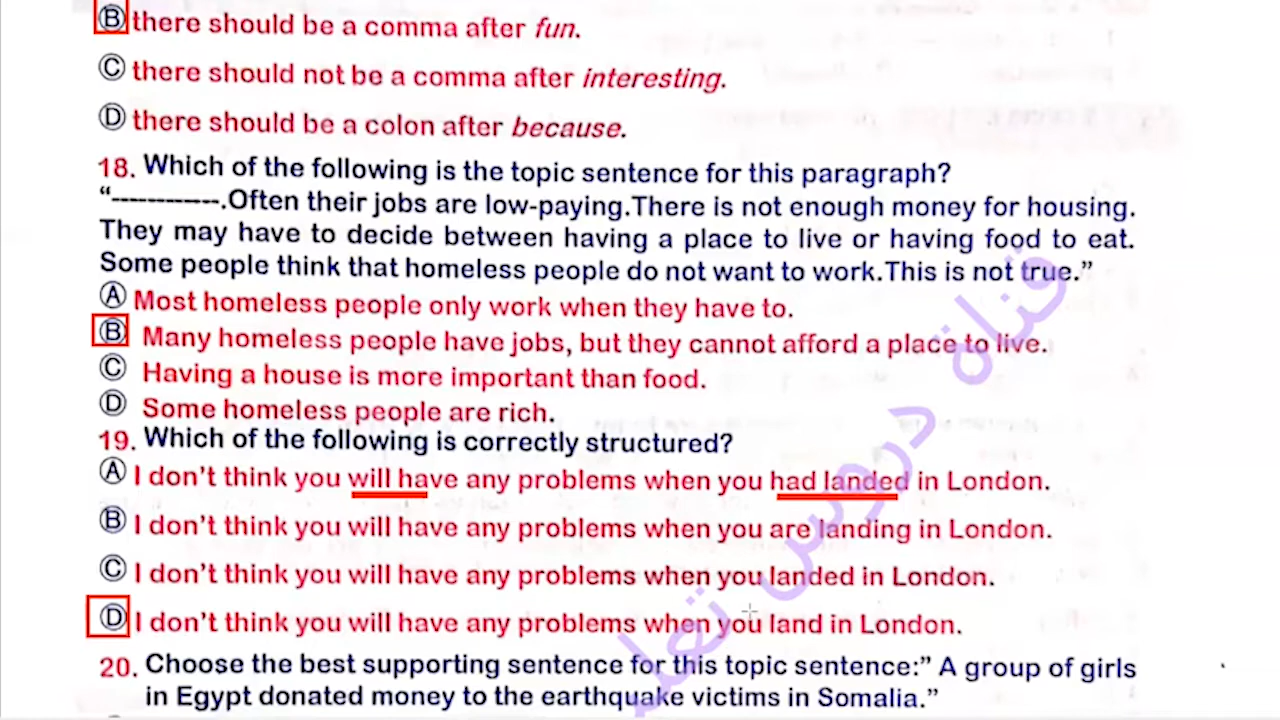 Ⓑ there should be a comma after fun.
Ⓒ there should not be a comma after interesting.
Ⓓ there should be a colon after because.
18. Which of the following is the topic sentence for this paragraph?
“-------------.Often their jobs are low-paying.There is not enough money for housing.
They may have to decide between having a place to live or having food to eat.
Some people think that homeless people do not want to work.This is not true.”
Ⓐ Most homeless people only work when they have to.
Ⓑ Many homeless people have jobs, but they cannot afford a place to live.
Ⓒ Having a house is more important than food.
Ⓓ Some homeless people are rich.
19. Which of the following is correctly structured?
Ⓐ I don’t think you will have any problems when you had landed in London.
Ⓑ I don’t think you will have any problems when you are landing in London.
Ⓒ I don’t think you will have any problems when you landed in London.
Ⓓ I don’t think you will have any problems when you land in London.
20. Choose the best supporting sentence for this topic sentence:” A group of girls
in Egypt donated money to the earthquake victims in Somalia.”
قناة دروس